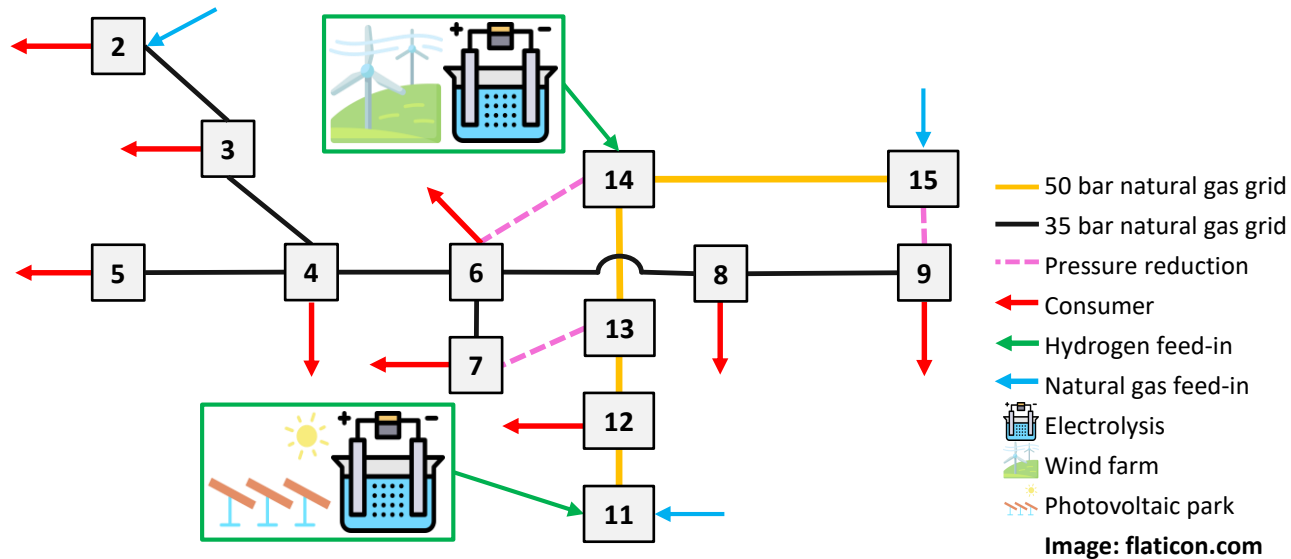 2
3
5
4
6
7
+ −
14
15
8
9
13
12
11
+ −
50 bar natural gas grid
35 bar natural gas grid
Pressure reduction
Consumer
Hydrogen feed-in
Natural gas feed-in
Electrolysis
Wind farm
Photovoltaic park
Image: flaticon.com